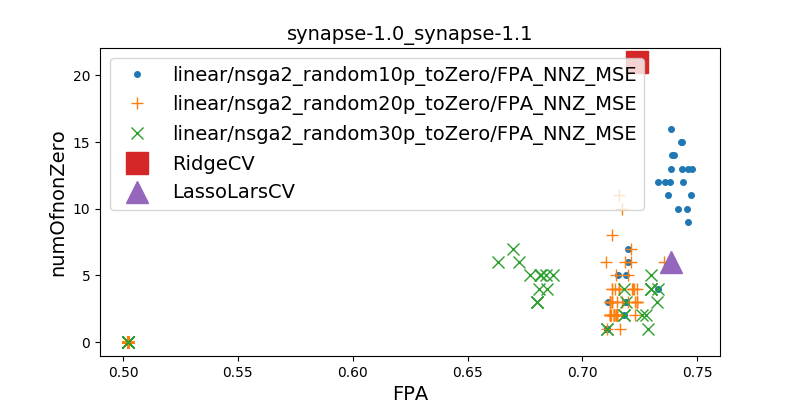 synapse-1.0_synapse-1.1
linear/nsga2_random10p_toZero/FPA_NNZ_MSE
linear/nsga2_random20p_toZero/FPA_NNZ_MSE
linear/nsga2_random30p_toZero/FPA_NNZ_MSE
RidgeCV
LassoLarsCV
numOfnonZero
20
15
10
5
0
0.50 0.55 0.60 0.65 0.70 0.75
FPA